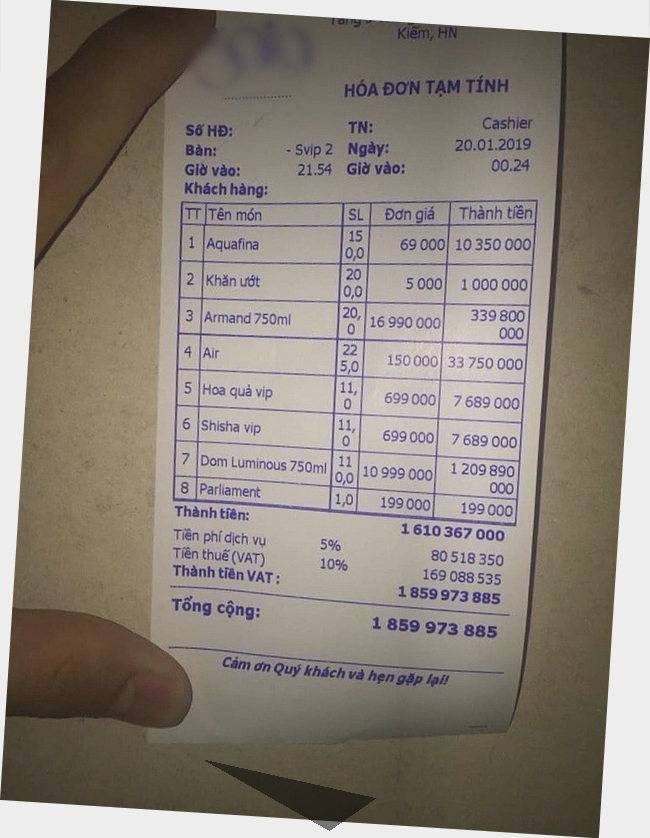 Kiếm, HN
HÓA ĐƠN TẠM TÍNH
Số HĐ: TN: Cashier
Bàn: - Svip 2 Ngày: 20.01.2019
Giờ vào: 21.54 Giờ vào: 00.24
Khách hàng:
TT Tên món SL Đơn giá Thành tiền
1 Aquafina 150,0 69 000 10 350 000
2 Khăn ướt 200,0 5 000 1 000 000
3 Armand 750ml 20,0 16 990 000 339 800 000
4 Air 225,0 150 000 33 750 000
5 Hoa quả vip 11,0 699 000 7 689 000
6 Shisha vip 11,0 699 000 7 689 000
7 Dom Luminous 750ml 110,0 10 999 000 1 209 890 000
8 Parliament 1,0 199 000 199 000
Thành tiền: 1 610 367 000
Tiền phí dịch vụ 5% 80 518 350
Tiền thuế (VAT) 10% 169 088 535
Thành tiền VAT : 1 859 973 885
Tổng cộng: 1 859 973 885
Cảm ơn Quý khách và hẹn gặp lại!